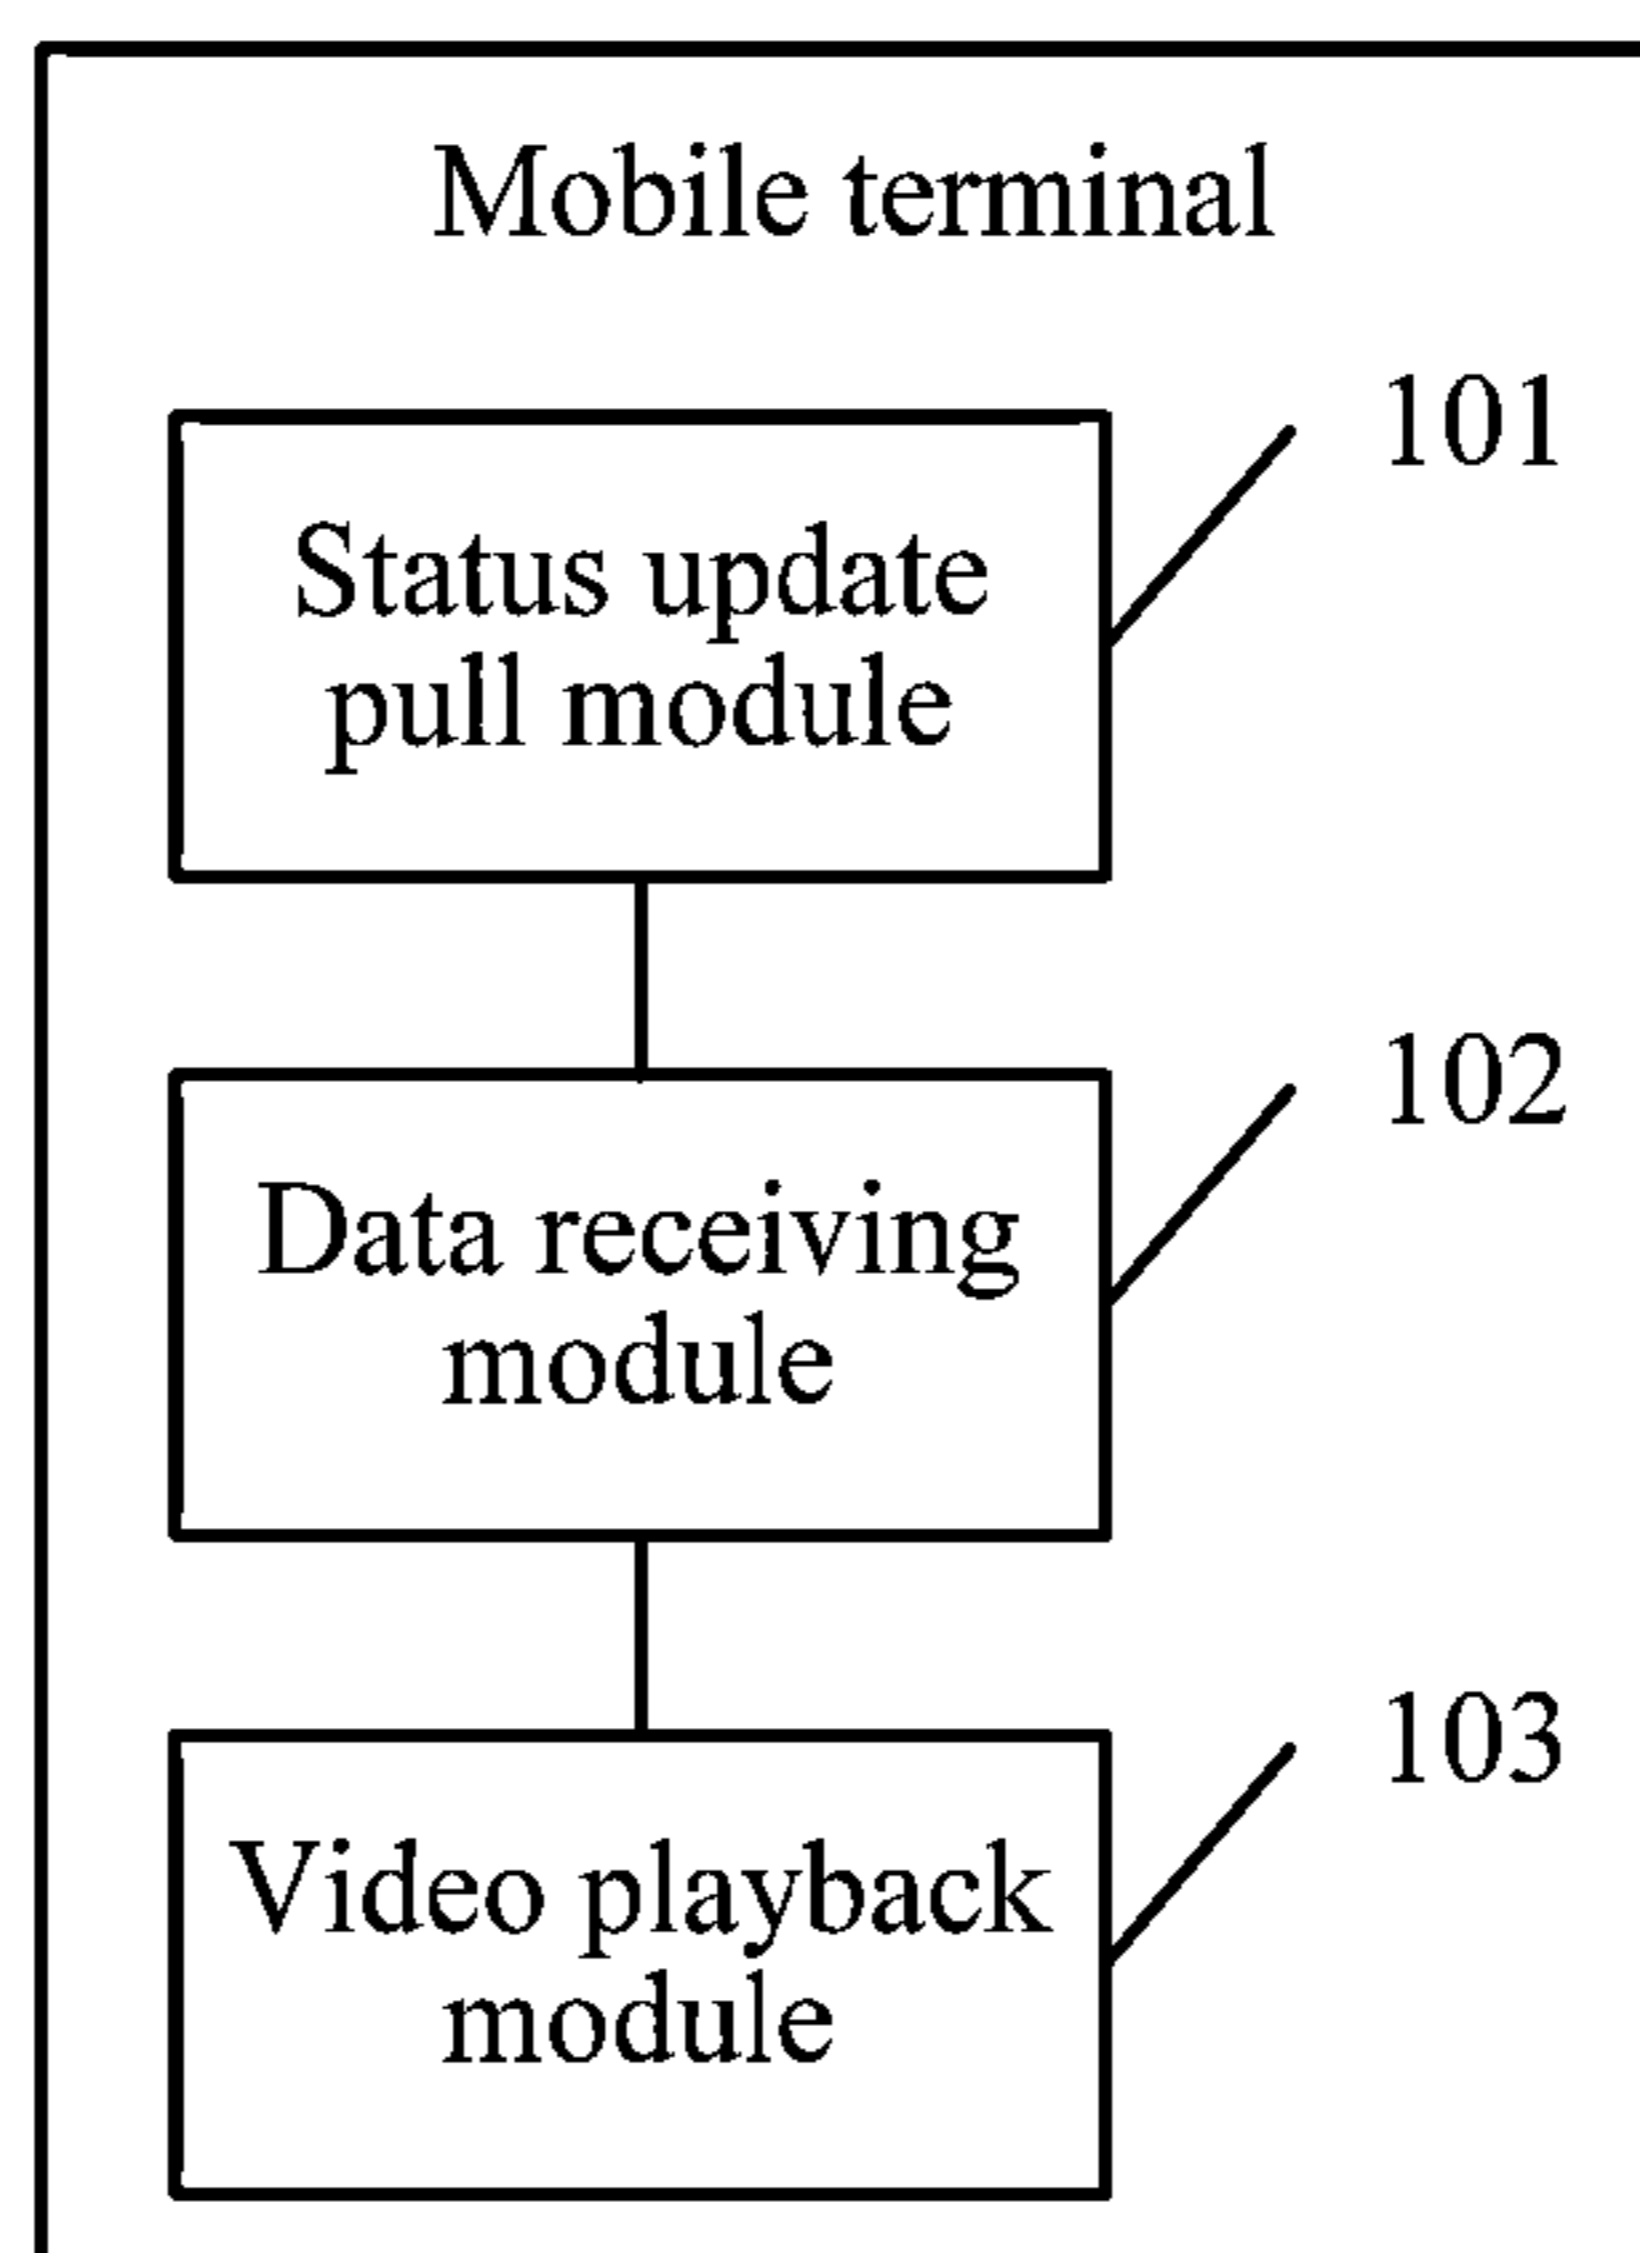 Mobile terminal
101
Status update
pull module
102
Data receiving
module
103
Video playback
module